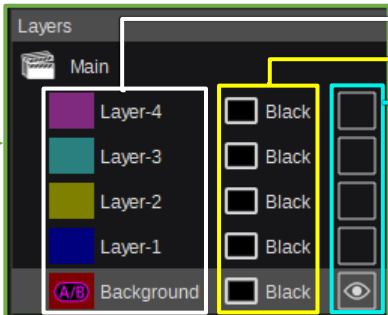 Layers
Main
Layer-4 Black
Layer-3 Black
Layer-2 Black
Layer-1 Black
A/B Background Black